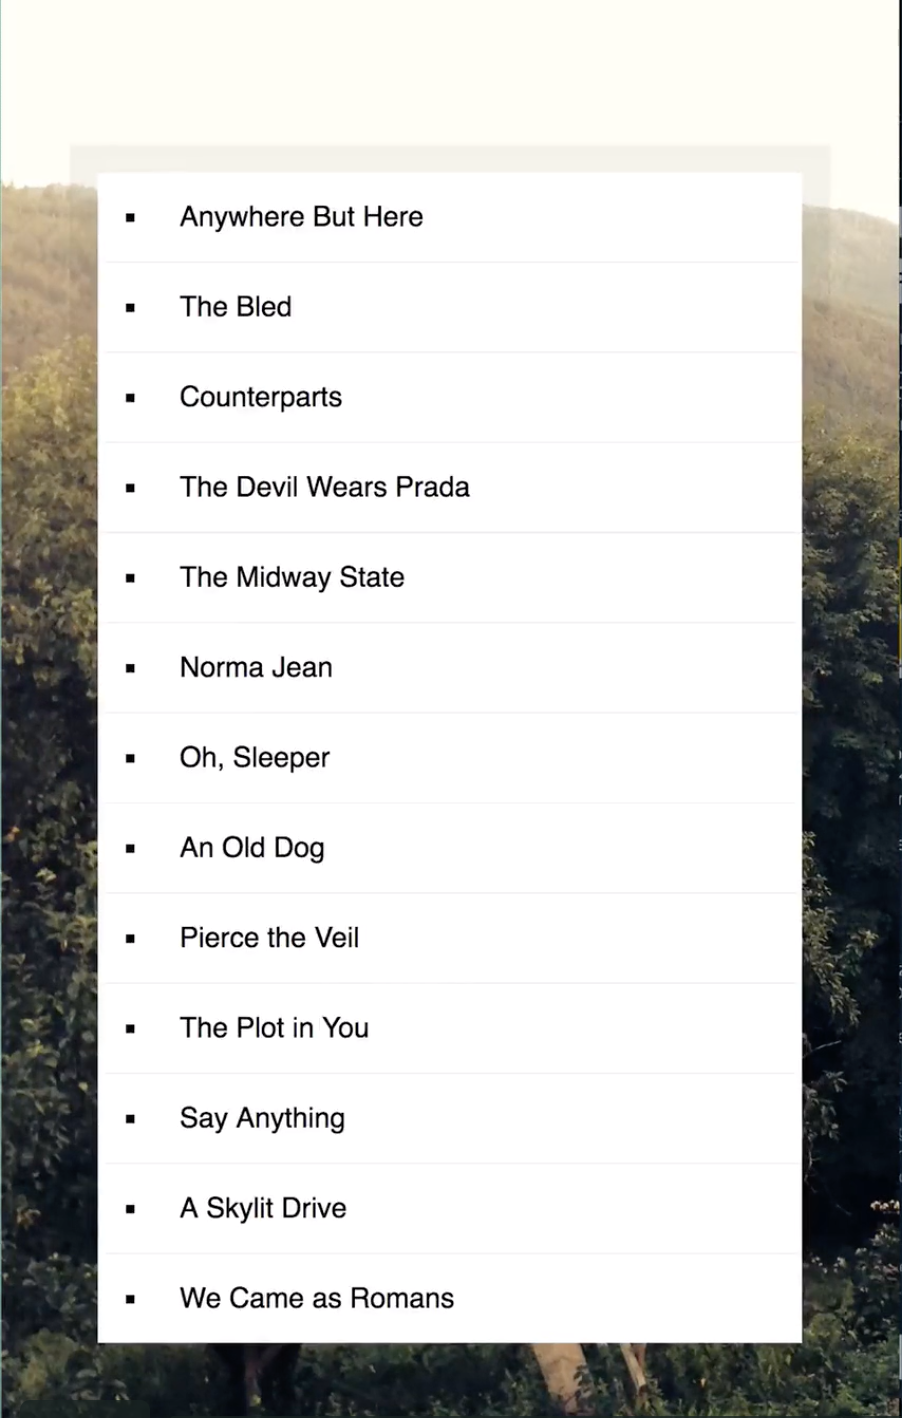 Anywhere But Here
The Bled
Counterparts
The Devil Wears Prada
The Midway State
Norma Jean
Oh, Sleeper
An Old Dog
Pierce the Veil
The Plot in You
Say Anything
A Skylit Drive
We Came as Romans